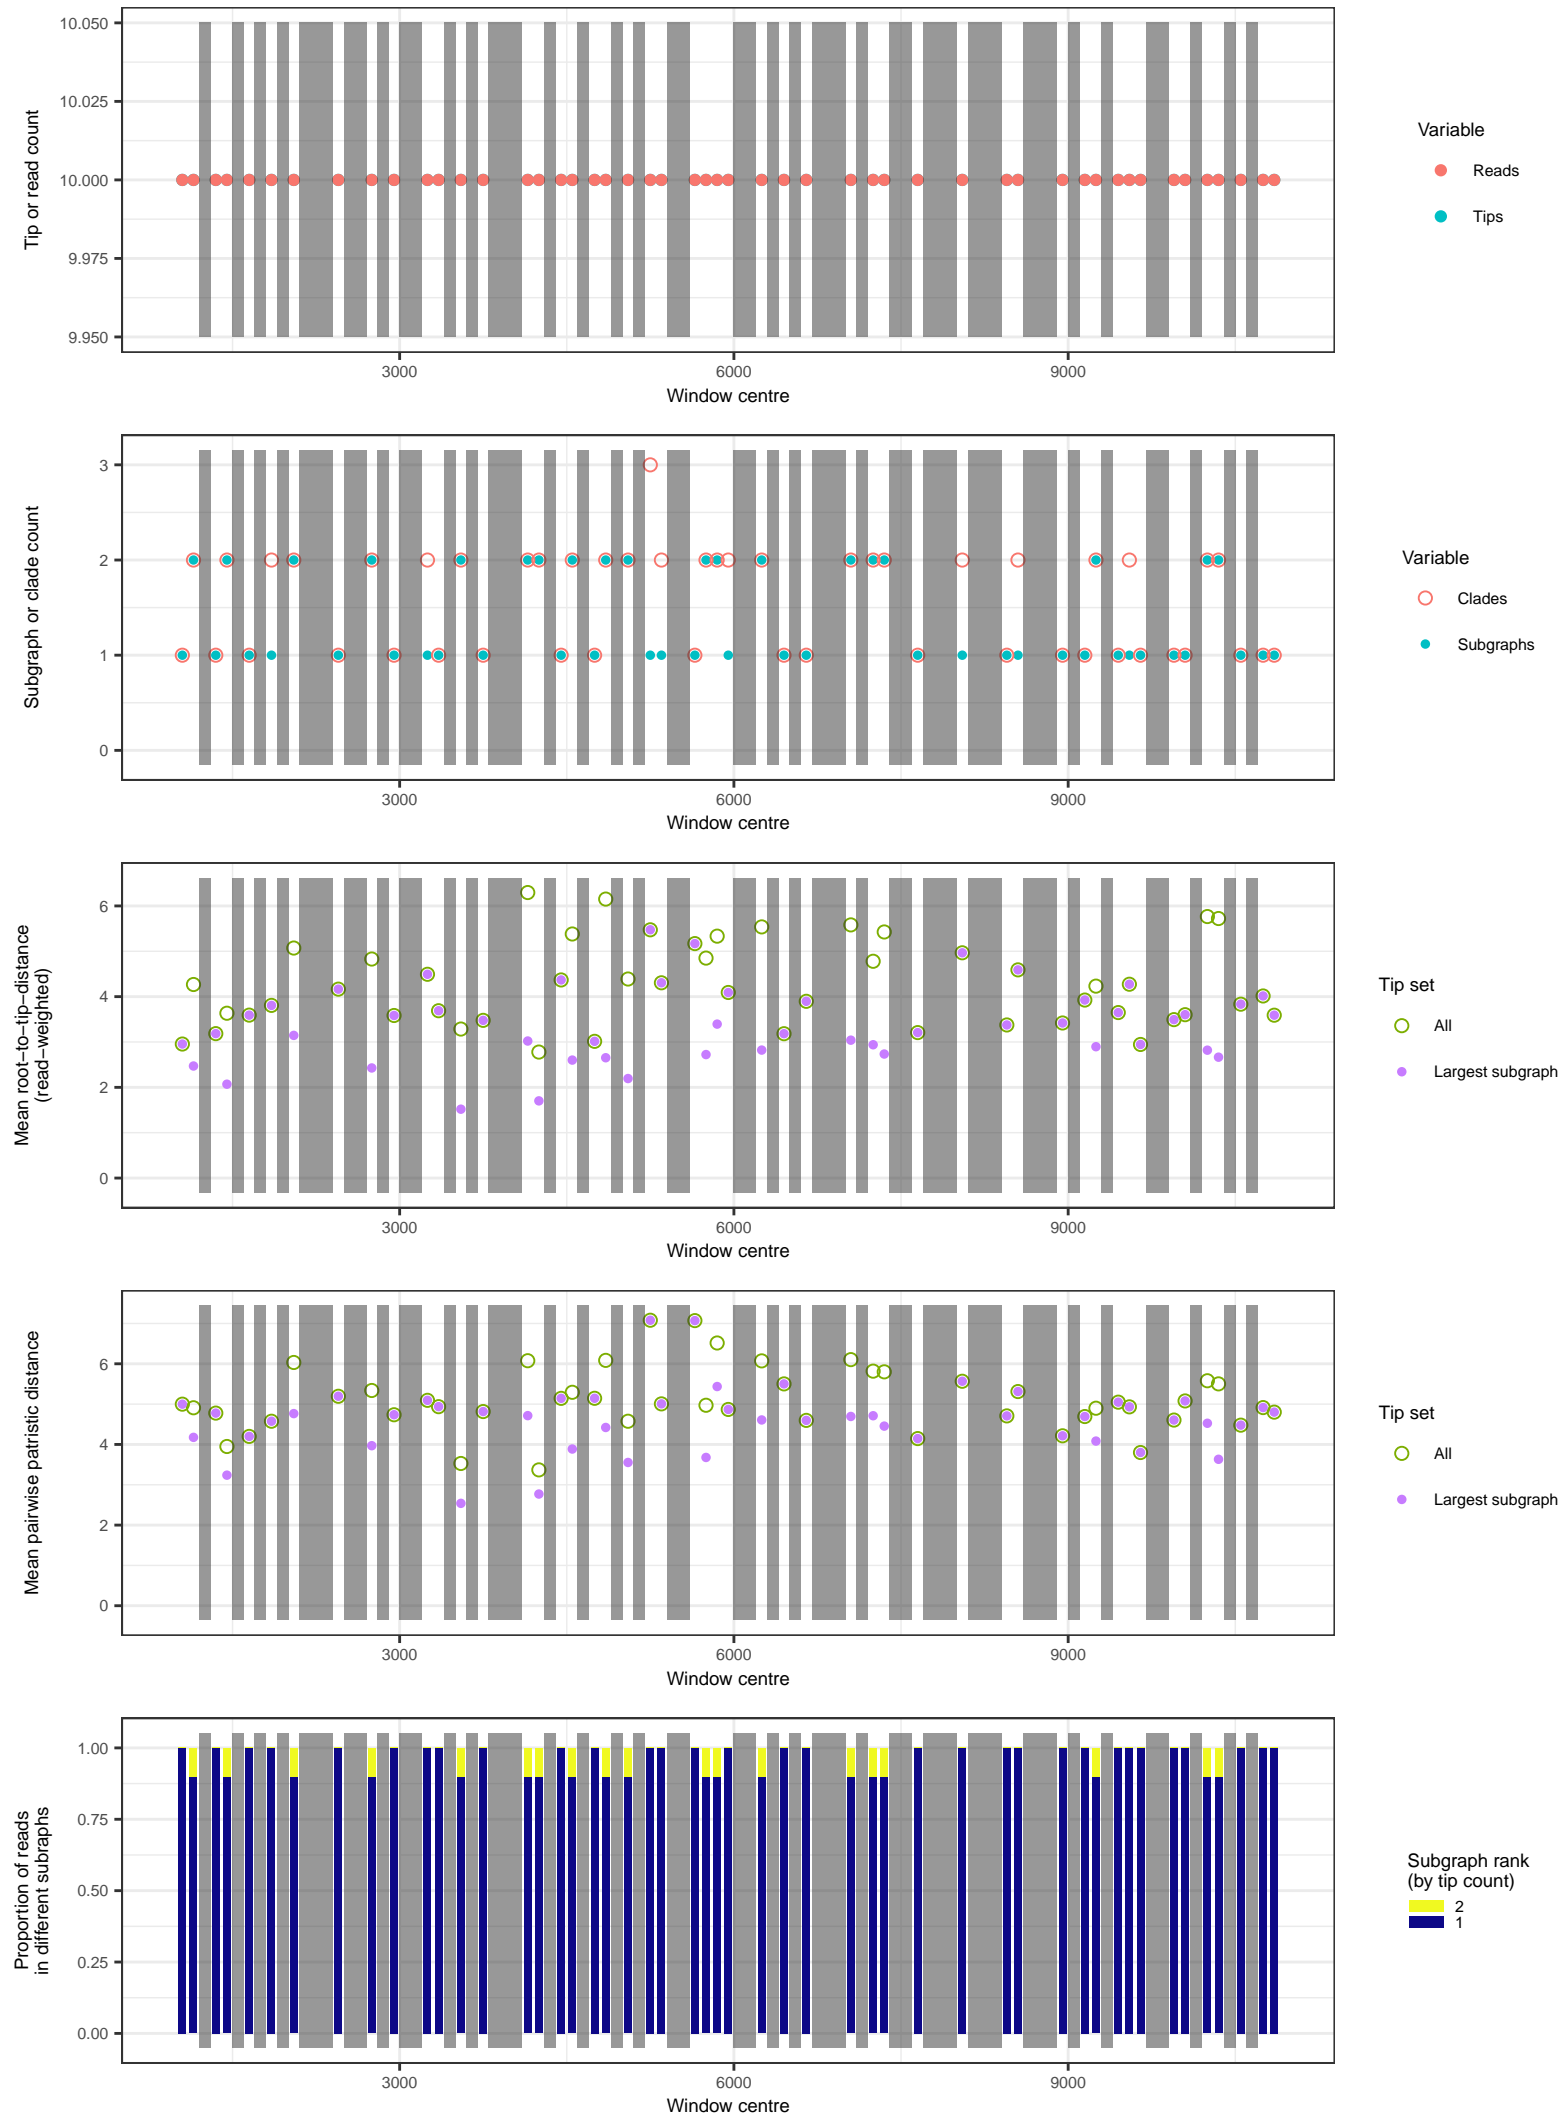 10.050
10.025
10.000
9.975
9.950
Tip or read count
3000
6000
9000
Window centre
Variable
Reads
Tips
3
2
1
0
Subgraph or clade count
3000
6000
9000
Window centre
Variable
Clades
Subgraphs
6
4
2
0
Mean root−to−tip−distance
(read−weighted)
3000
6000
9000
Window centre
Tip set
All
Largest subgraph
6
4
2
0
Mean pairwise patristic distance
3000
6000
9000
Window centre
Tip set
All
Largest subgraph
1.00
0.75
0.50
0.25
0.00
Proportion of reads
in different subraphs
3000
6000
9000
Window centre
Subgraph rank
(by tip count)
2
1